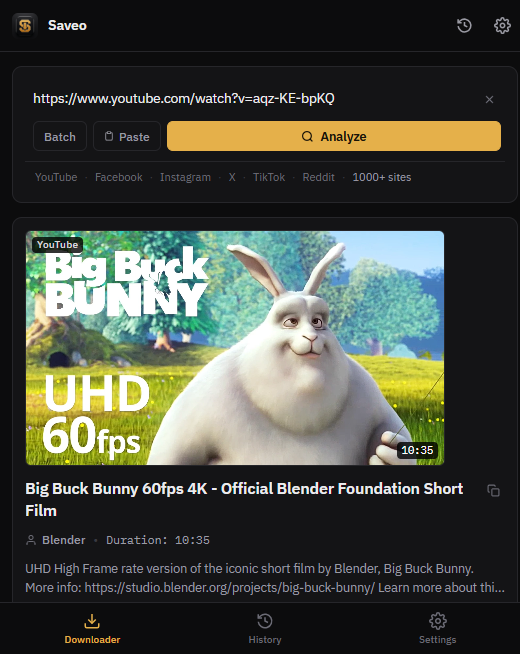 Saveo
https://www.youtube.com/watch?v=aqz-KE-bpKQ
Batch
Paste
Analyze
YouTube · Facebook · Instagram · X · TikTok · Reddit · 1000+ sites
YouTube
Big Buck
BUNNY
UHD
60fps
10:35
Big Buck Bunny 60fps 4K - Official Blender Foundation Short
Film
Blender · Duration: 10:35
UHD High Frame rate version of the iconic short film by Blender, Big Buck Bunny.
More info: https://studio.blender.org/projects/big-buck-bunny/ Learn more about thi...
Downloader
History
Settings